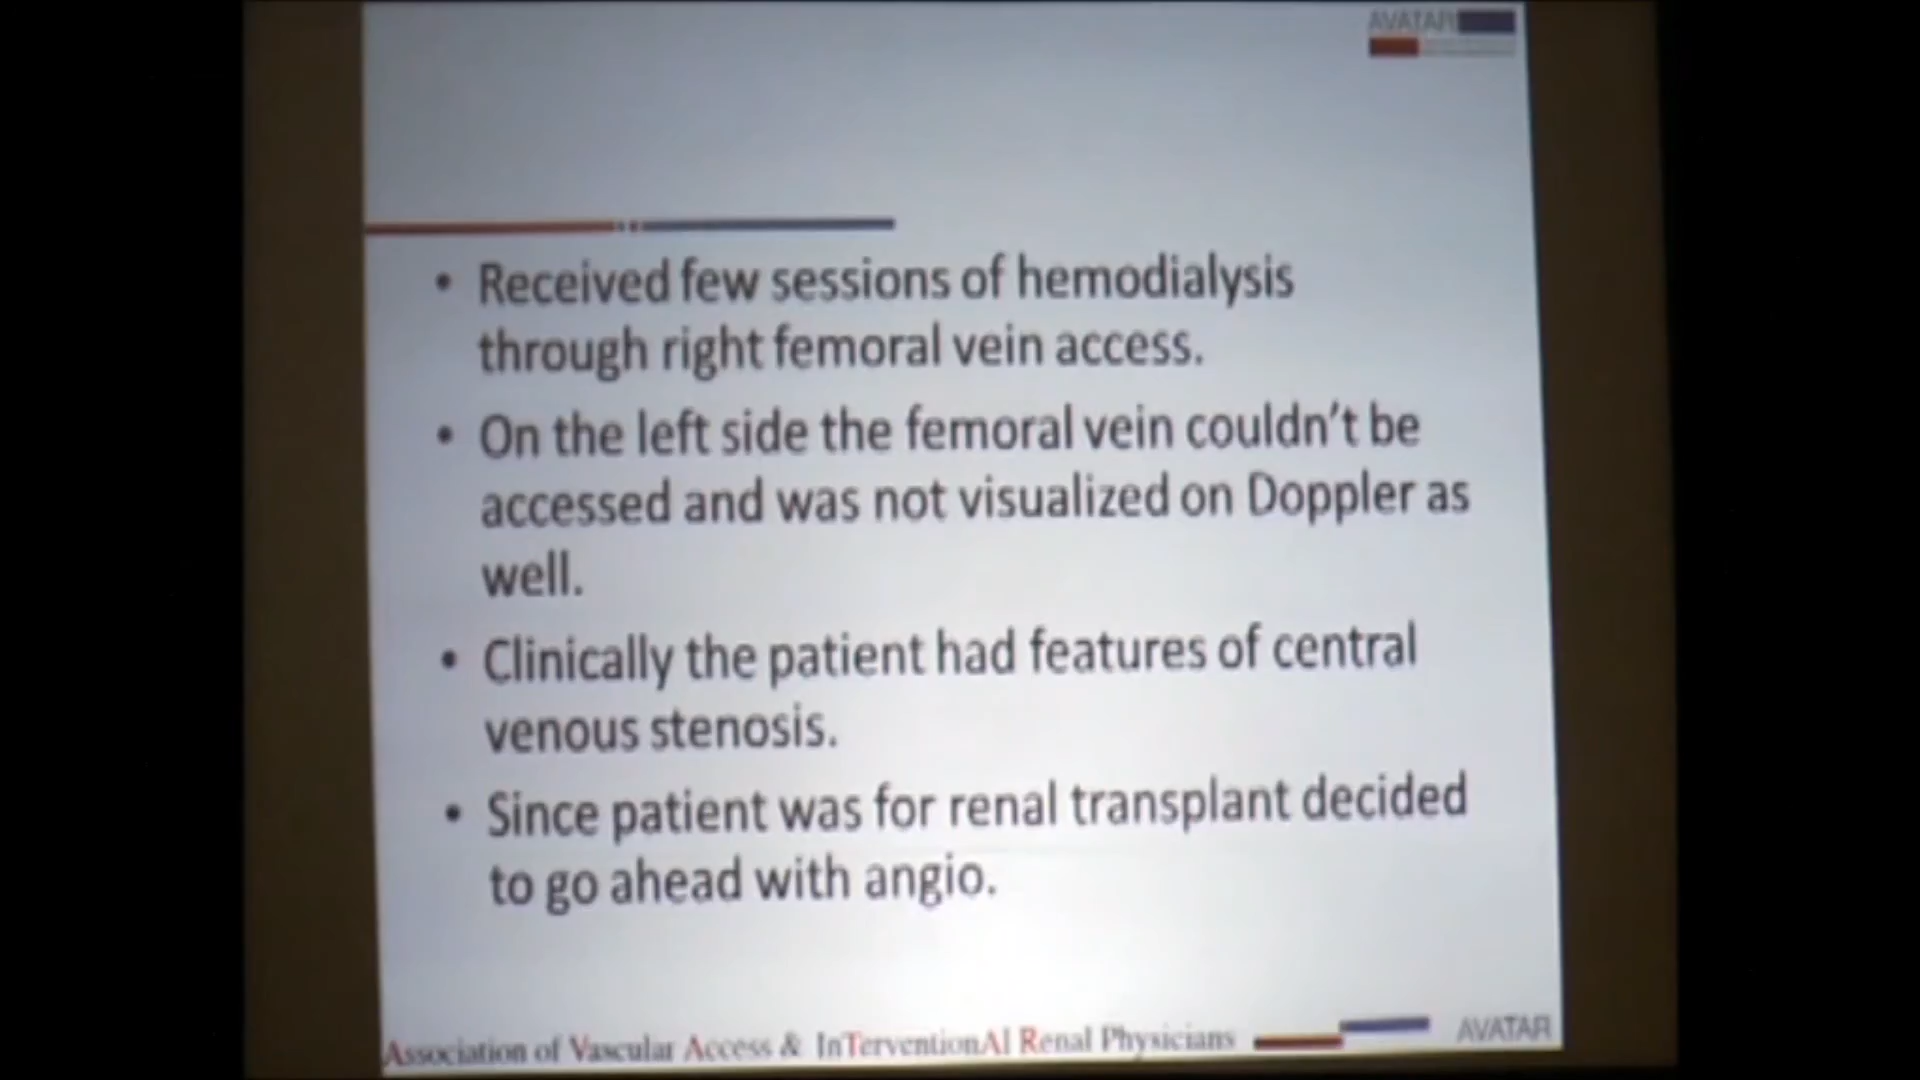 AVATAR
• Received few sessions of hemodialysis
through right femoral vein access.
• On the left side the femoral vein couldn't be
accessed and was not visualized on Doppler as
well.
• Clinically the patient had features of central
venous stenosis.
• Since patient was for renal transplant decided
to go ahead with angio.
Association of Vascular Access & InTerventionAl Renal Physicians
AVATAR